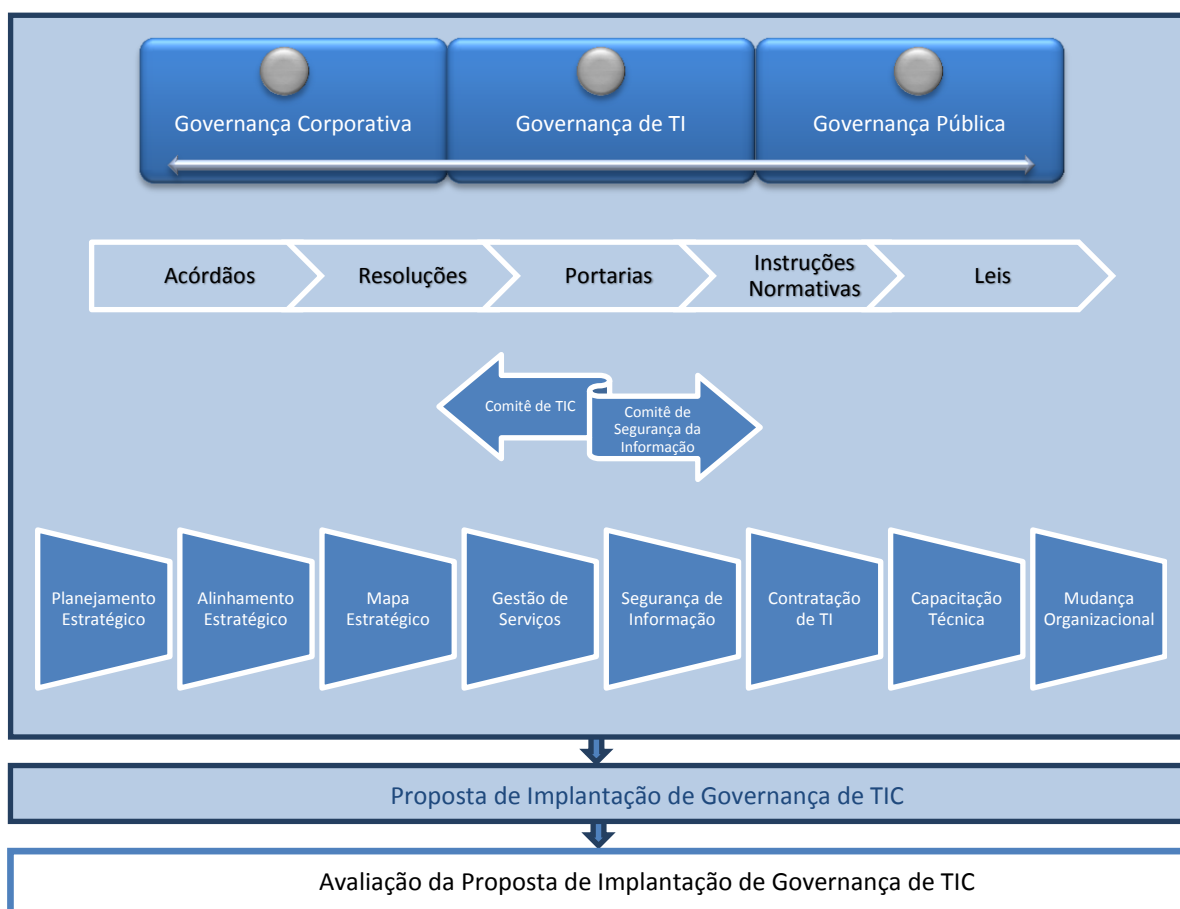 Governança Corporativa
Governança de TI
Governança Pública
Acórdãos
Resoluções
Portarias
Instruções
Normativas
Leis
Comitê de TIC
Comitê de
Segurança da
Informação
Planejamento
Estratégico
Alinhamento
Estratégico
Mapa
Estratégico
Gestão de
Serviços
Segurança de
Informação
Contratação
de TI
Capacitação
Técnica
Mudança
Organizacional
Proposta de Implantação de Governança de TIC
Avaliação da Proposta de Implantação de Governança de TIC